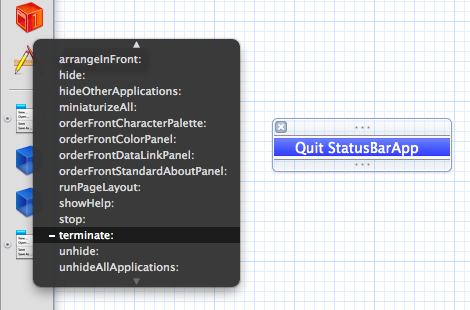 arrangeInFront:
hide:
hideOtherApplications:
miniaturizeAll:
orderFrontCharacterPalette:
orderFrontColorPanel:
orderFrontDataLinkPanel:
orderFrontStandardAboutPanel:
runPageLayout:
showHelp:
stop:
– terminate:
unhide:
unhideAllApplications:
Quit StatusBarApp